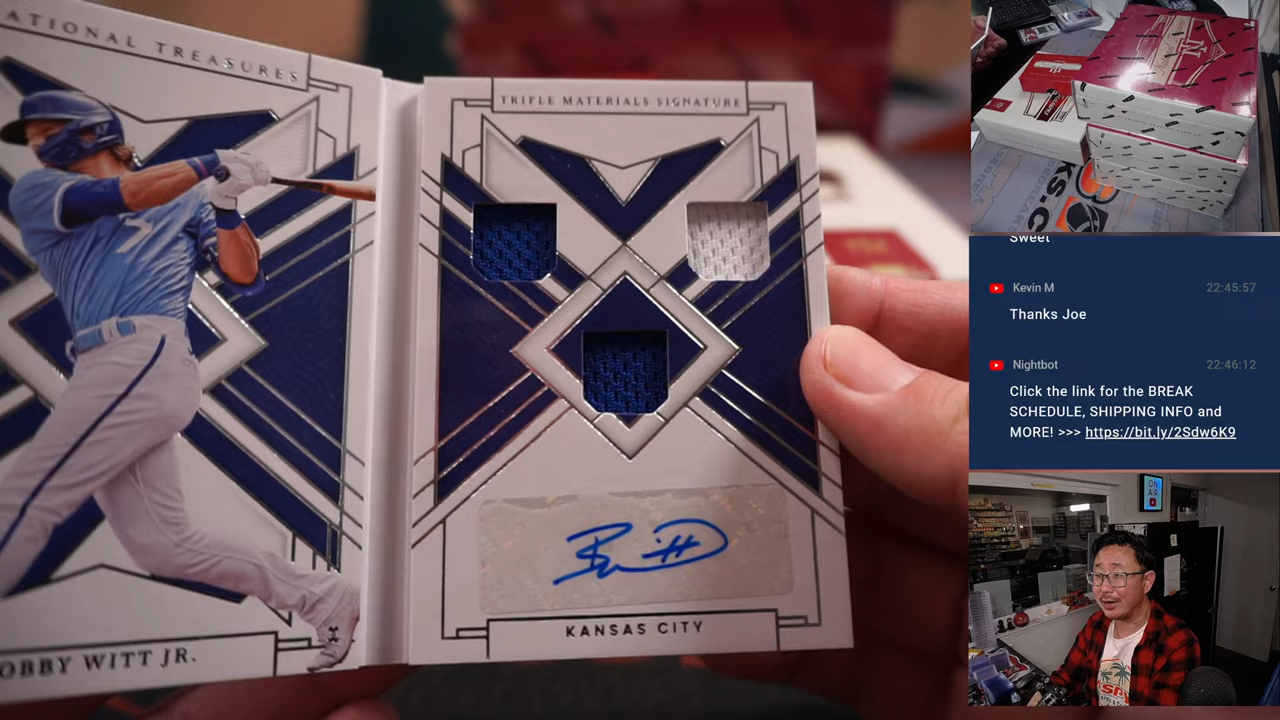 ATIONAL TREASURES
TRIPLE MATERIALS SIGNATURE
7
KANSAS CITY
OBBY WITT JR.
N
KS.C
Sweet
Kevin M
22:45:57
Thanks Joe
Nightbot
22:46:12
Click the link for the BREAK
SCHEDULE, SHIPPING INFO and
MORE! >>> https://bit.ly/2Sdw6K9
ON
AIR